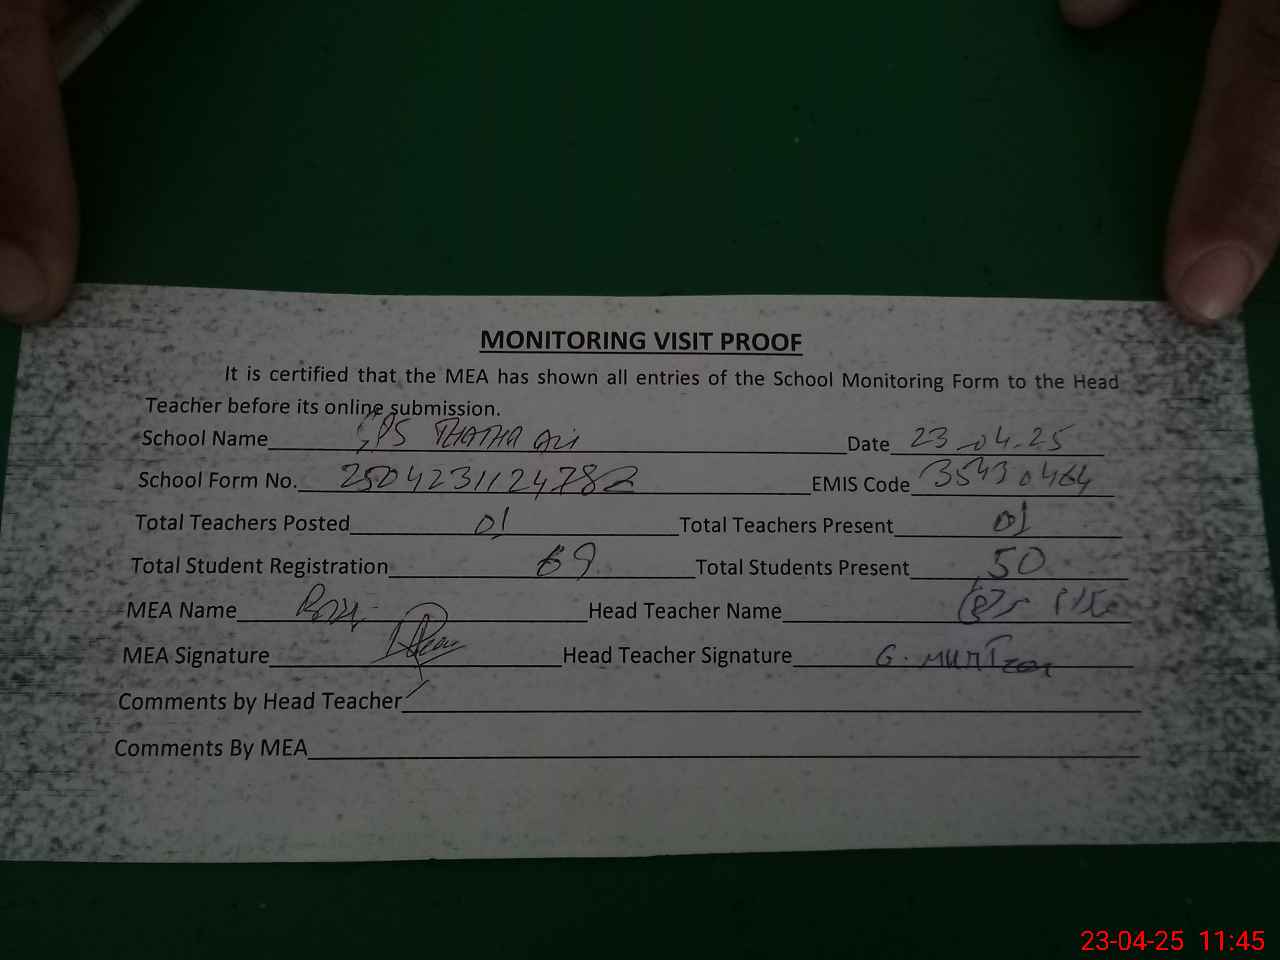 MONITORING VISIT PROOF
It is certified that the MEA has shown all entries of the School Monitoring Form to the Head
Teacher before its online submission.
School Name GPS THATHA Date 23-04-25
School Form No. 2504231124782 EMIS Code 35430464
Total Teachers Posted 01 Total Teachers Present 01
Total Student Registration 69 Total Students Present 50
MEA Name Head Teacher Name
MEA Signature Head Teacher Signature G. Murtza
Comments by Head Teacher
Comments By MEA
23-04-25 11:45